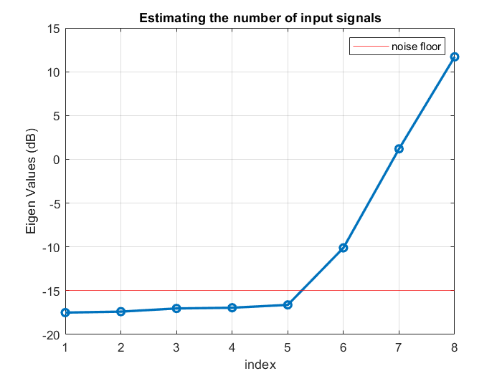 Estimating the number of input signals
noise floor
Eigen Values (dB)
15
10
5
0
-5
-10
-15
-20
1 2 3 4 5 6 7 8
index